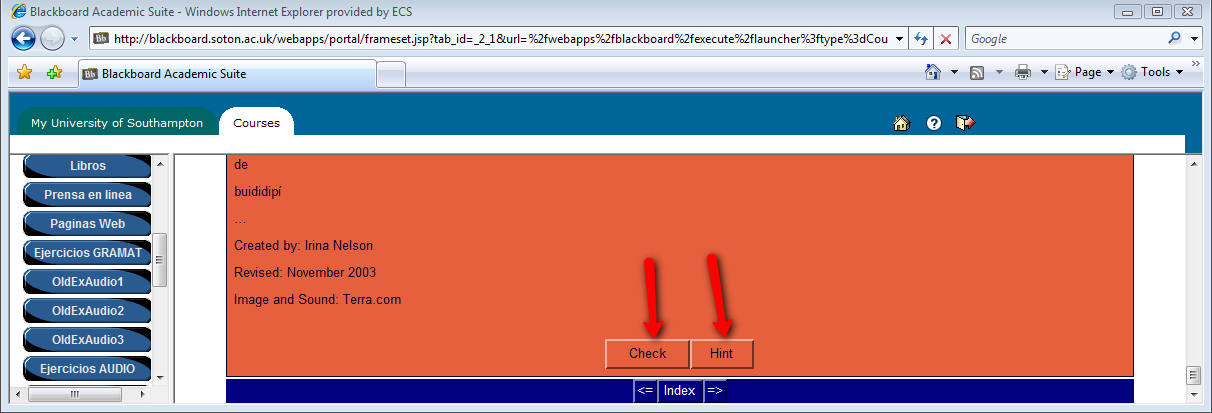 Blackboard Academic Suite - Windows Internet Explorer provided by ECS
http://blackboard.soton.ac.uk/webapps/portal/frameset.jsp?tab_id=_2_1&url=%2fwebapps%2fblackboard%2fexecute%2flauncher%3ftype%3dCou
Google
Bb Blackboard Academic Suite
Page Tools
My University of Southampton Courses
Libros
Prensa en linea
Paginas Web
Ejercicios GRAMAT
OldExAudio1
OldExAudio2
OldExAudio3
Ejercicios AUDIO
de
buididipí
...
Created by: Irina Nelson
Revised: November 2003
Image and Sound: Terra.com
Check Hint
<= Index =>